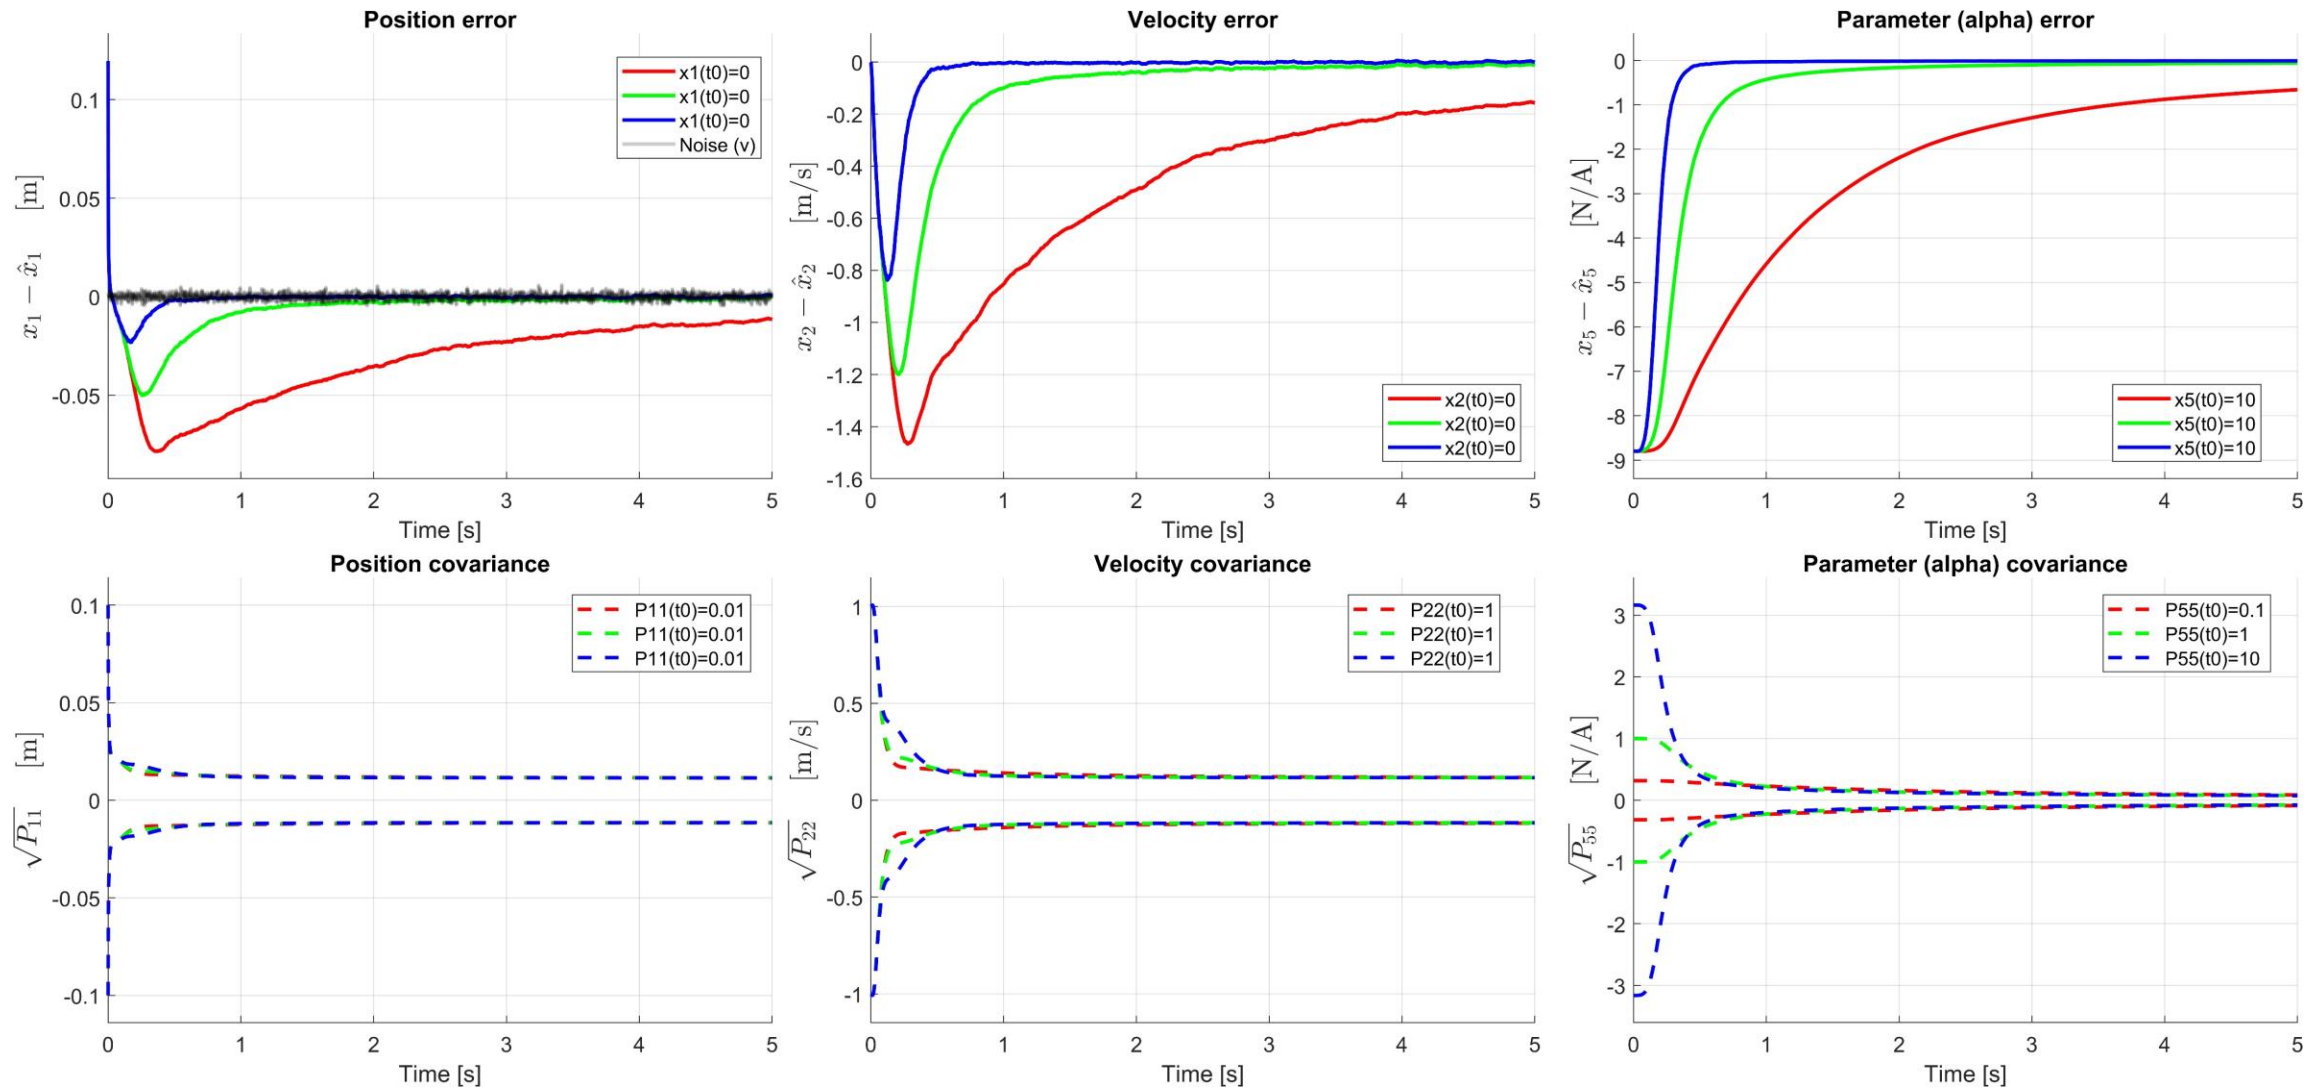 Position error
0.1
0.05
0
-0.05
x₁ − x̂₁ [m]
x1(t0)=0
x1(t0)=0
x1(t0)=0
Noise (v)
0 1 2 3 4 5
Time [s]
Velocity error
0
-0.2
-0.4
-0.6
-0.8
-1
-1.2
-1.4
-1.6
x₂ − x̂₂ [m/s]
x2(t0)=0
x2(t0)=0
x2(t0)=0
0 1 2 3 4 5
Time [s]
Parameter (alpha) error
0
-1
-2
-3
-4
-5
-6
-7
-8
-9
x₅ − x̂₅ [N/A]
x5(t0)=10
x5(t0)=10
x5(t0)=10
0 1 2 3 4 5
Time [s]
Position covariance
0.1
0.05
0
-0.05
-0.1
√P₁₁ [m]
P11(t0)=0.01
P11(t0)=0.01
P11(t0)=0.01
0 1 2 3 4 5
Time [s]
Velocity covariance
1
0.5
0
-0.5
-1
√P₂₂ [m/s]
P22(t0)=1
P22(t0)=1
P22(t0)=1
0 1 2 3 4 5
Time [s]
Parameter (alpha) covariance
3
2
1
0
-1
-2
-3
√P₅₅ [N/A]
P55(t0)=0.1
P55(t0)=1
P55(t0)=10
0 1 2 3 4 5
Time [s]